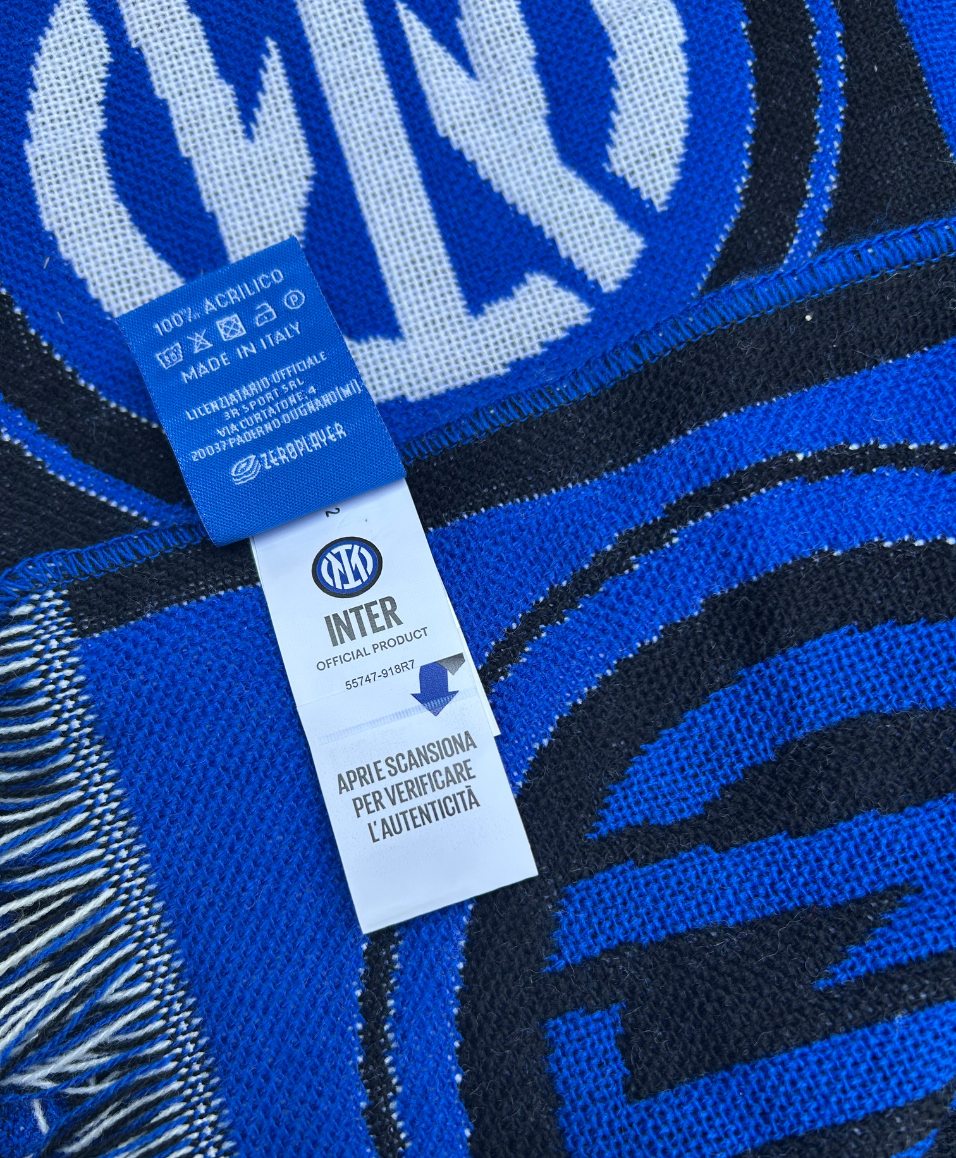 100% ACRILICO
MADE IN ITALY
LICENZIATARIO UFFICIALE
3R SPORT SRL
VIA CURTATONE, 4
20037 PADERNO DUGNANO(MI)
ZEROPLAYER
2
INTER
OFFICIAL PRODUCT
55747-918R7
APRI E SCANSIONA
PER VERIFICARE
L'AUTENTICITÀ